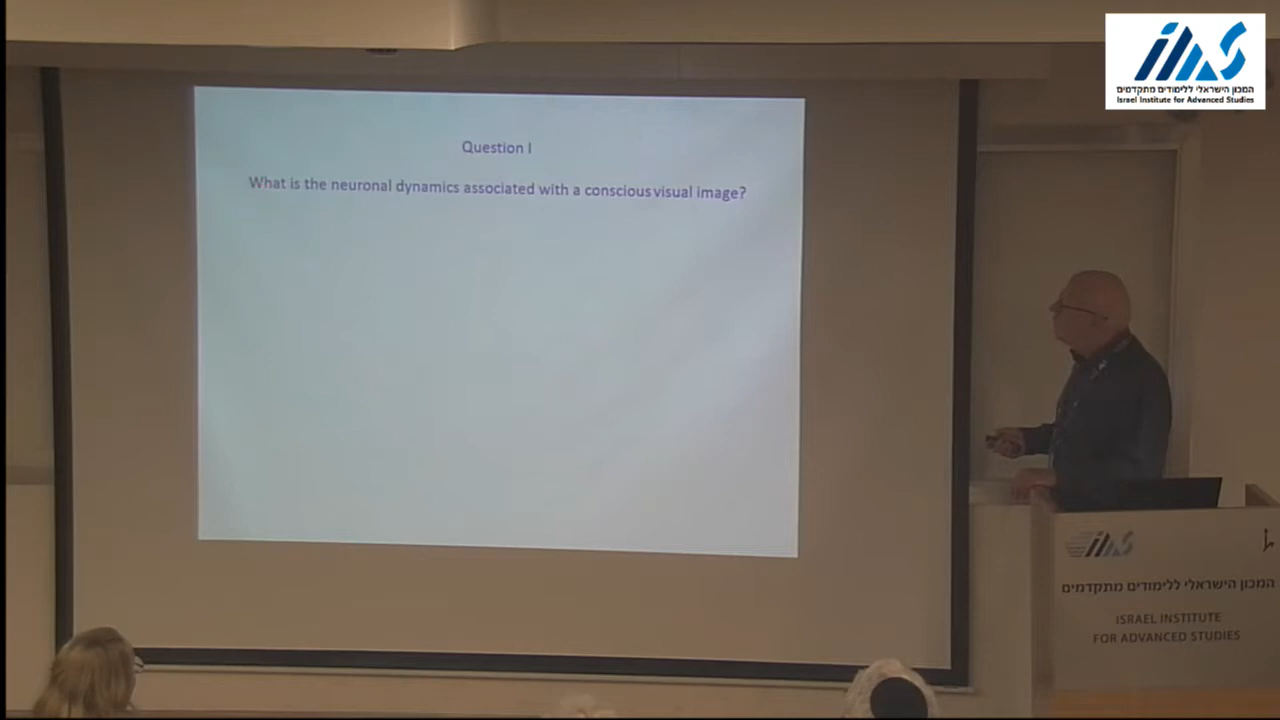 המכון הישראלי ללימודים מתקדמים
Israel Institute for Advanced Studies
Question I
What is the neuronal dynamics associated with a conscious visual image?
המכון הישראלי ללימודים מתקדמים
ISRAEL INSTITUTE
FOR ADVANCED STUDIES